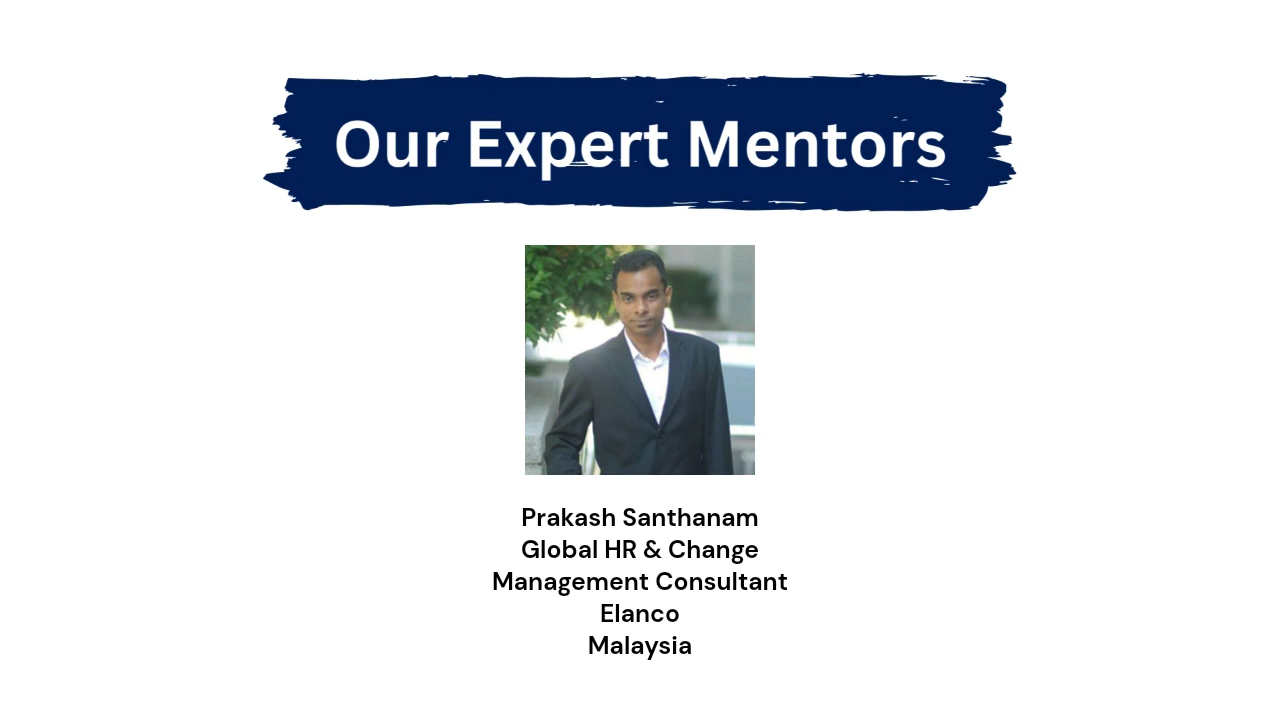 Our Expert Mentors
Prakash Santhanam
Global HR & Change
Management Consultant
Elanco
Malaysia